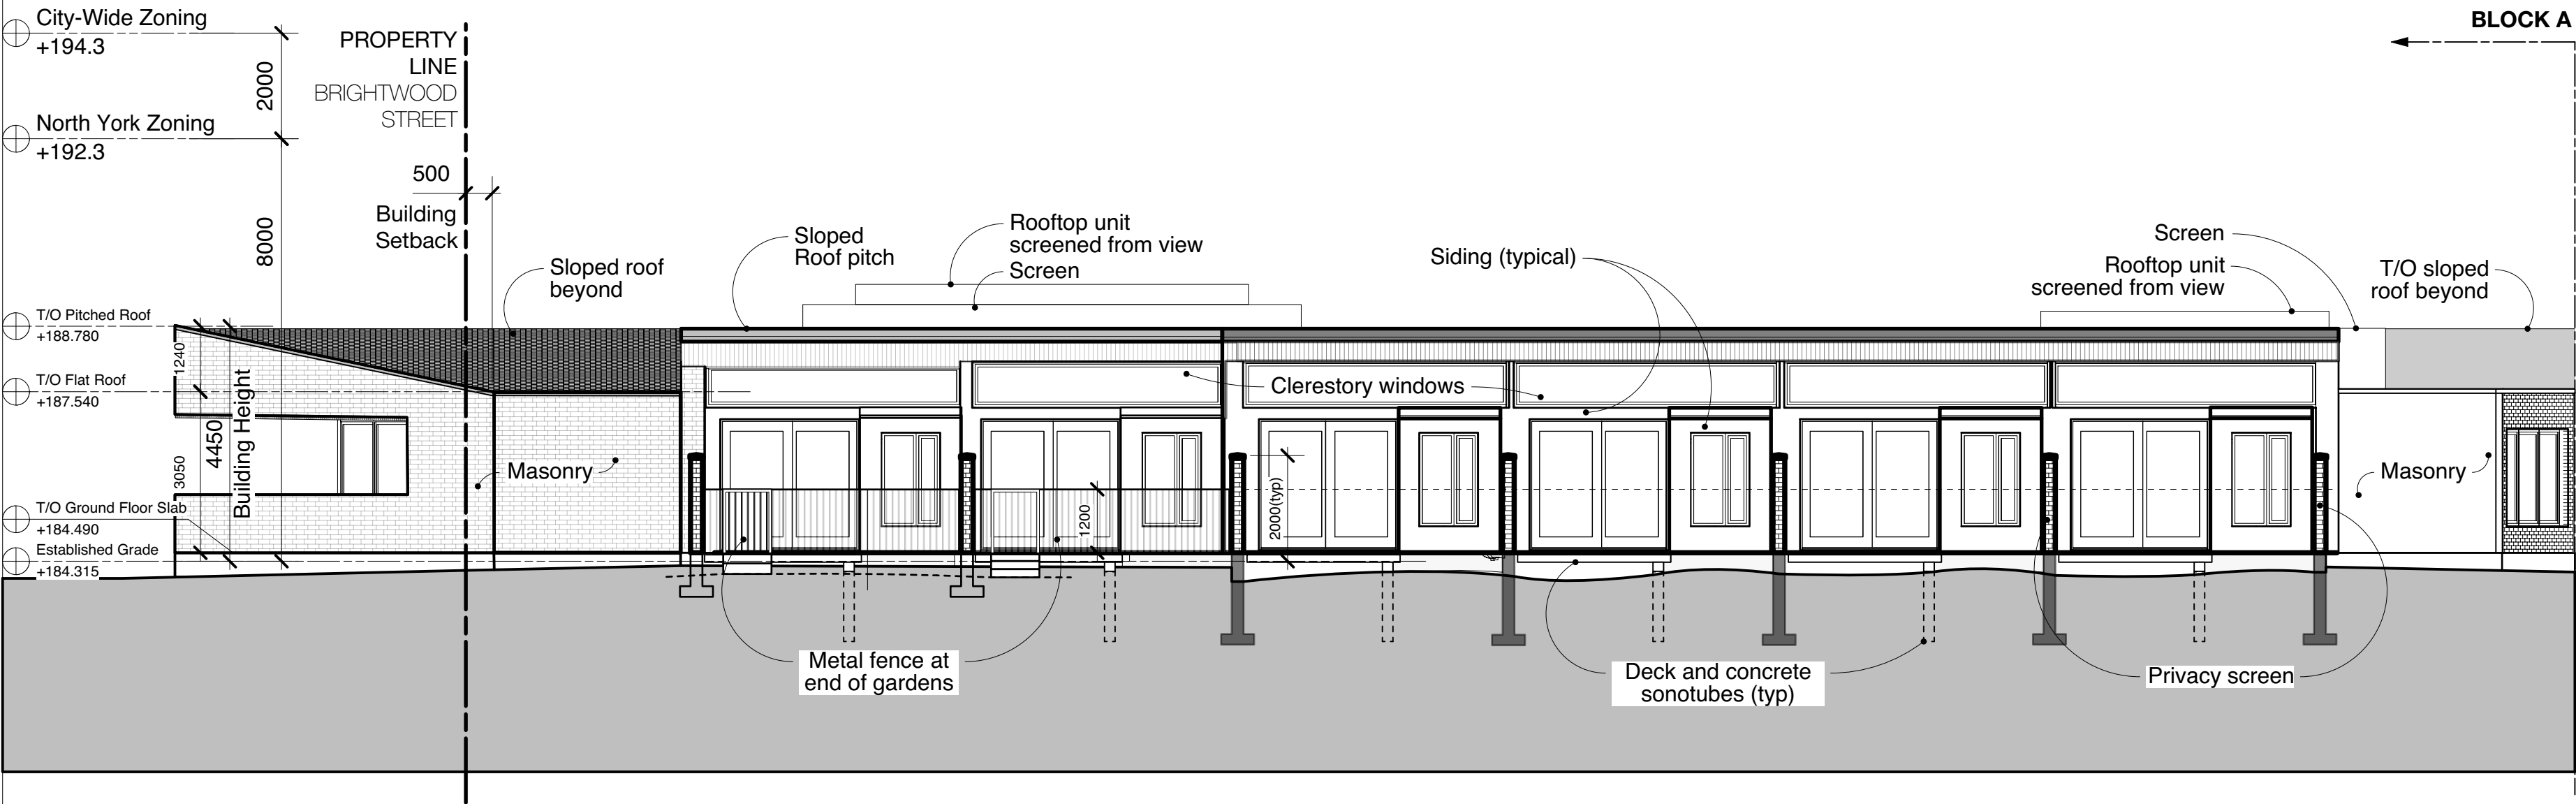 City-Wide Zoning
+194.3
2000
North York Zoning
+192.3
8000
PROPERTY
LINE
BRIGHTWOOD
STREET
500
Building
Setback
BLOCK A
Sloped roof
beyond
Sloped
Roof pitch
Rooftop unit
screened from view
Screen
Siding (typical)
Screen
Rooftop unit
screened from view
T/O sloped
roof beyond
T/O Pitched Roof
+188.780
1240
T/O Flat Roof
+187.540
4450
Building Height
3050
T/O Ground Floor Slab
+184.490
Established Grade
+184.315
Clerestory windows
Masonry
1200
2000(typ)
Masonry
Metal fence at
end of gardens
Deck and concrete
sonotubes (typ)
Privacy screen